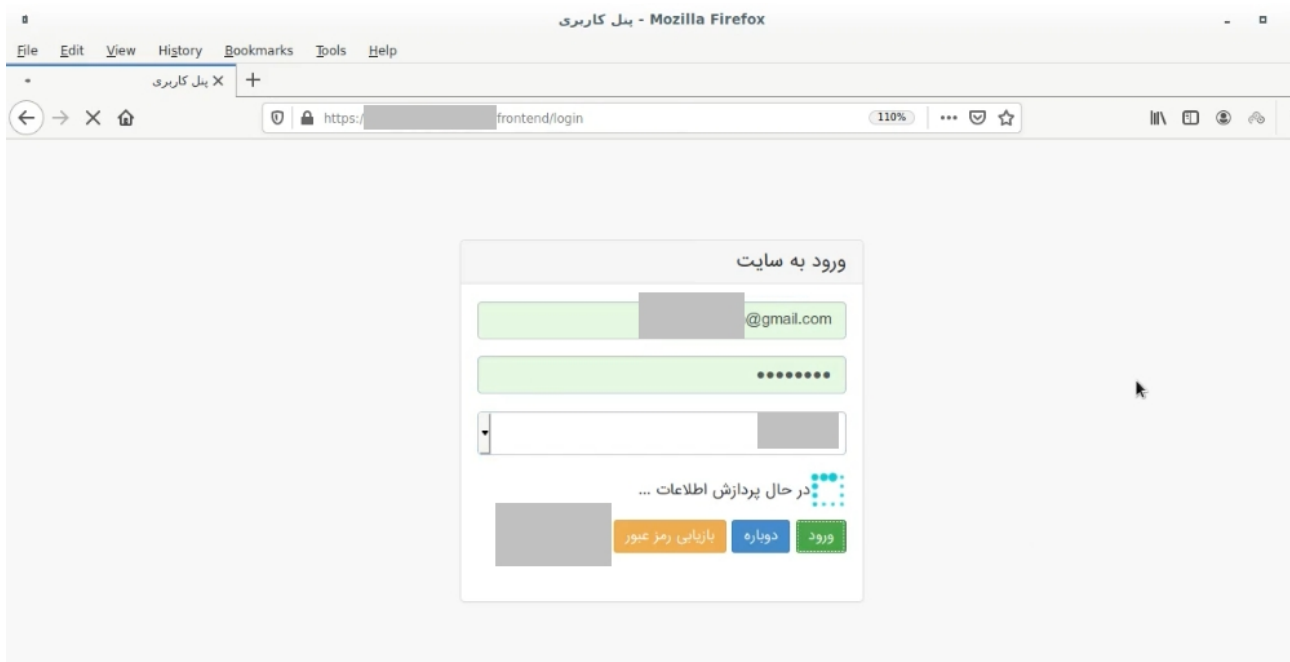 پنل کاربری - Mozilla Firefox
File Edit View History Bookmarks Tools Help
پنل کاربری
https:/ frontend/login
110%
ورود به سایت
@gmail.com
••••••••
در حال پردازش اطلاعات ...
ورود دوباره بازیابی رمز عبور